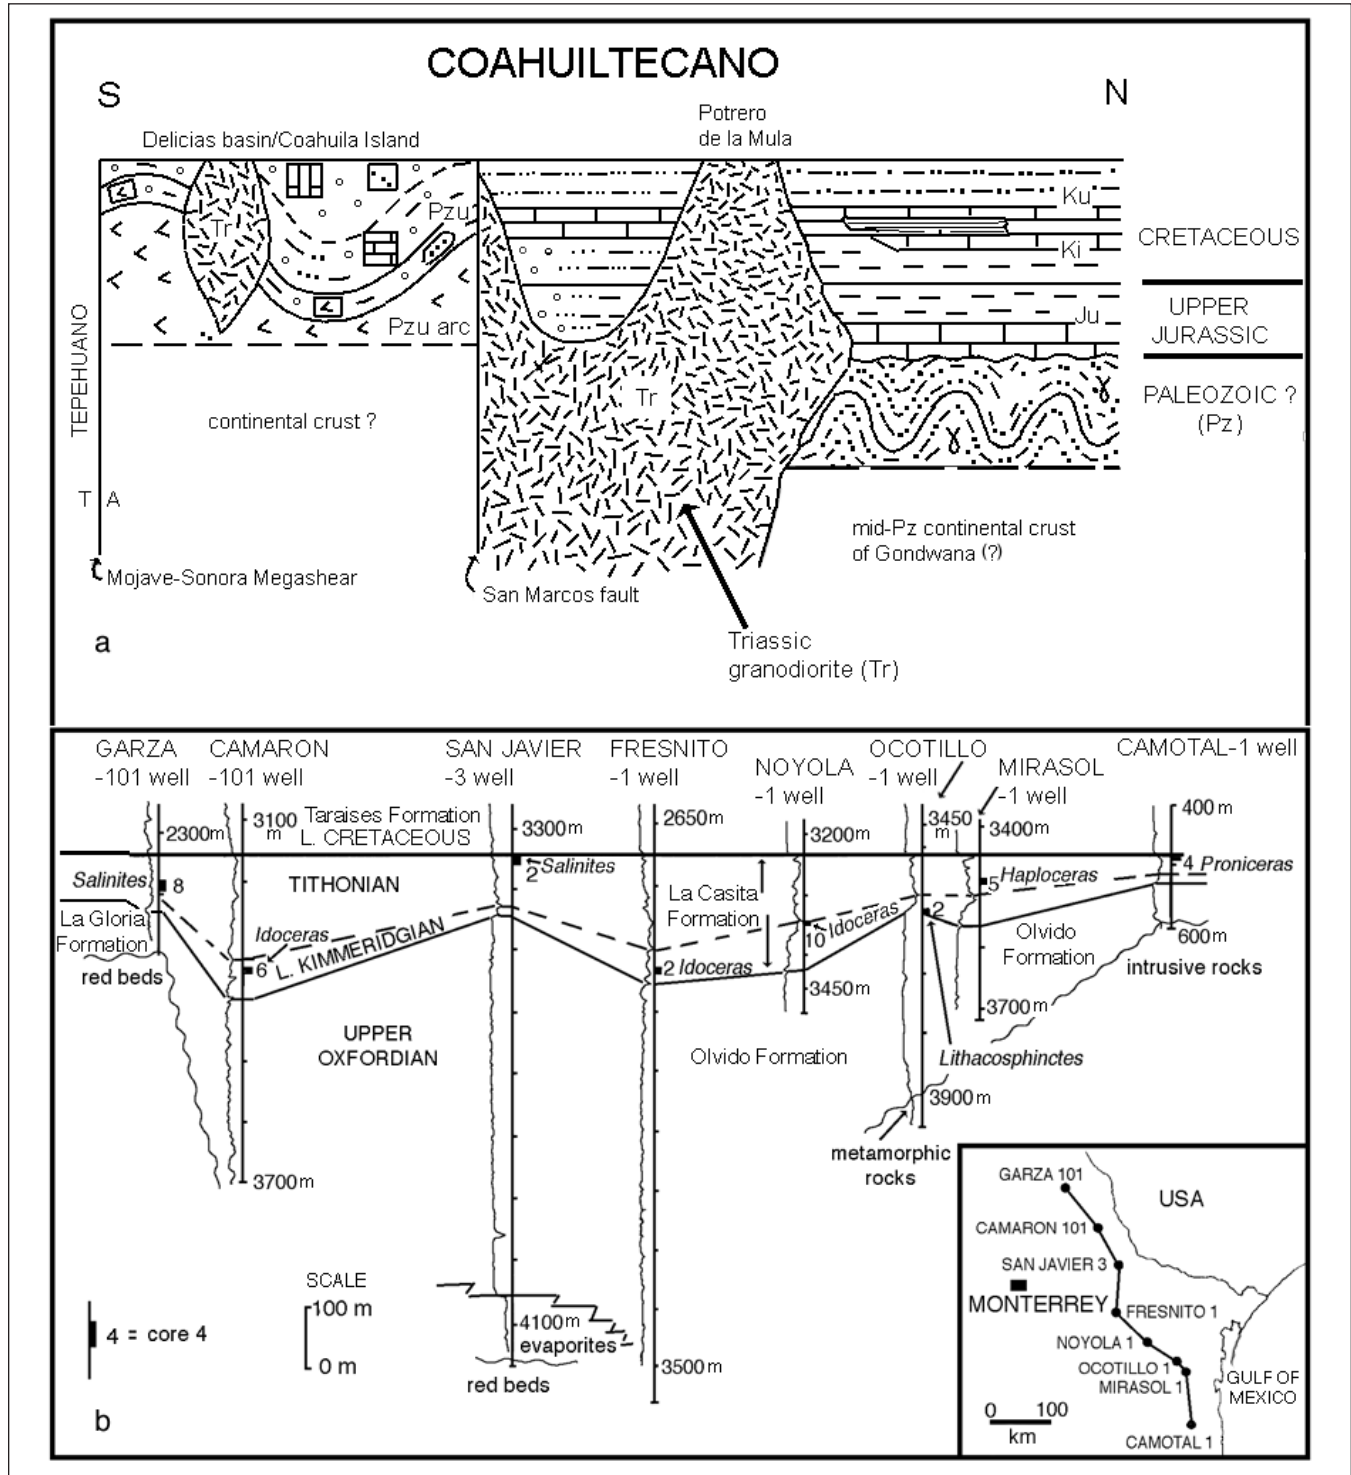 COAHUILTECANO
S
N
Delicias basin/Coahuila Island
Potrero
de la Mula
Tr
Pzu
Pzu arc
Ku
Ki
Ju
CRETACEOUS
UPPER
JURASSIC
PALEOZOIC ?
(Pz)
TEPEHUANO
continental crust ?
Tr
T A
mid-Pz continental crust
of Gondwana (?)
Mojave-Sonora Megashear
San Marcos fault
Triassic
granodiorite (Tr)
a
GARZA
-101 well
CAMARON
-101 well
SAN JAVIER
-3 well
FRESNITO
-1 well
NOYOLA
-1 well
OCOTILLO
-1 well
MIRASOL
-1 well
CAMOTAL-1 well
2300m
3100
m
Taraises Formation
L. CRETACEOUS
3300m
2650m
3200m
3450
m
3400m
400m
Salinites
8
TITHONIAN
2
Salinites
La Casita
Formation
5
Haploceras
4
Proniceras
La Gloria
Formation
red beds
Idoceras
6
L. KIMMERIDGIAN
2 Idoceras
10
Idoceras
2
3450m
Olvido
Formation
600m
intrusive rocks
3700m
UPPER
OXFORDIAN
Olvido Formation
Lithacosphinctes
3900m
metamorphic
rocks
3700m
SCALE
100 m
0 m
4100m
evaporites
red beds
3500m
4 = core 4
b
GARZA 101
USA
CAMARON 101
SAN JAVIER 3
MONTERREY
FRESNITO 1
NOYOLA 1
OCOTILLO 1
MIRASOL 1
GULF OF
MEXICO
0 100
km
CAMOTAL 1